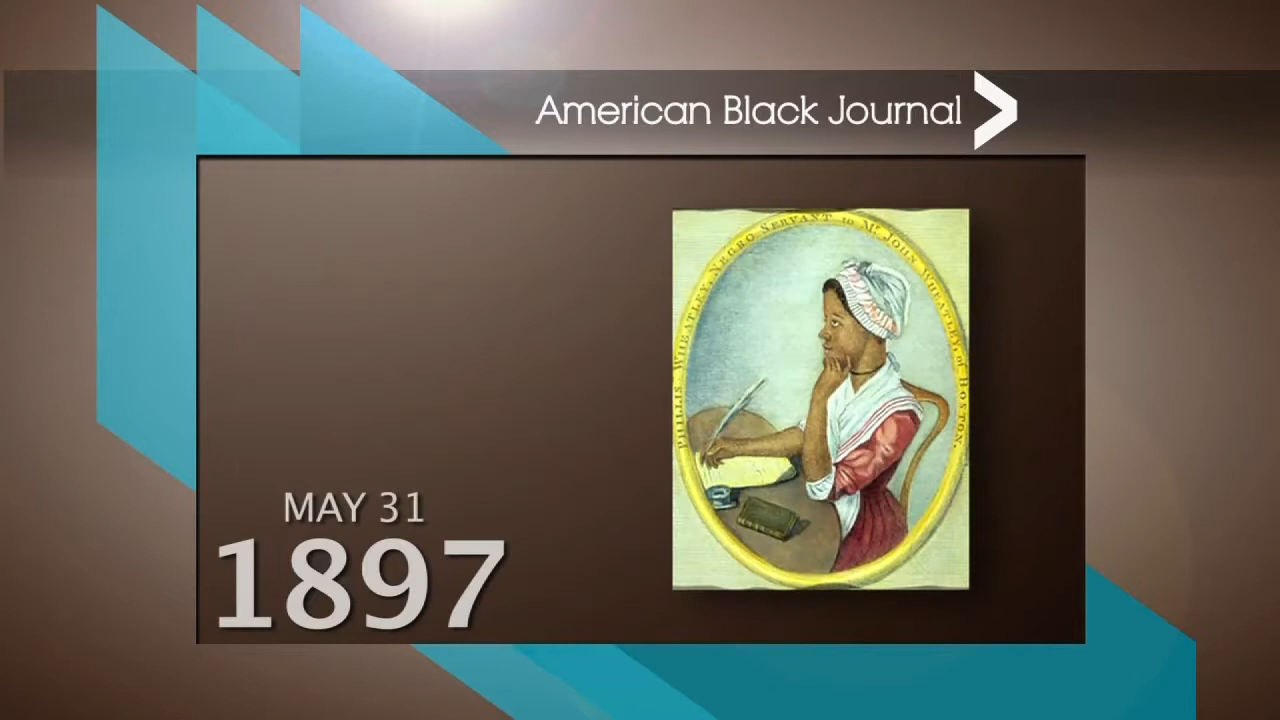 American Black Journal
PHILLIS WHEATLEY, NEGRO SERVANT to Mr. JOHN WHEATLEY, of BOSTON.
MAY 31
1897